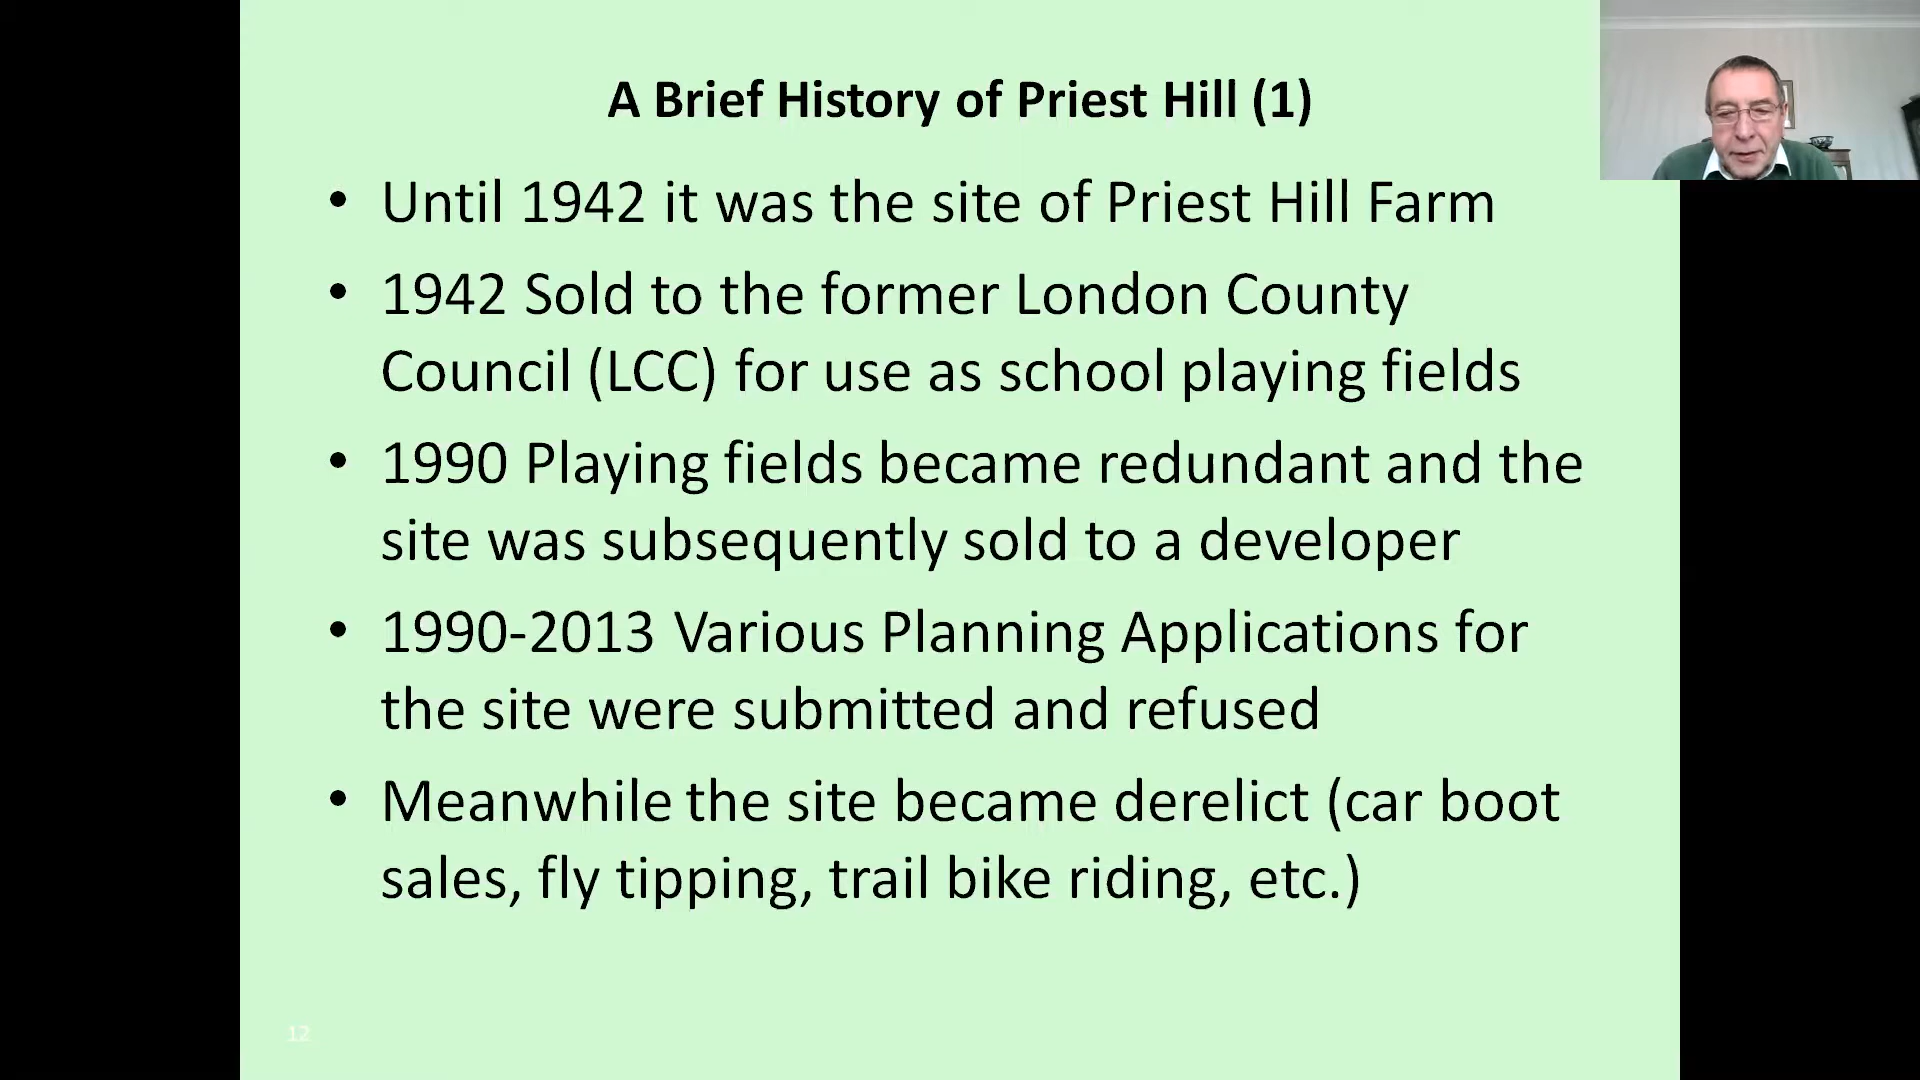 A Brief History of Priest Hill (1)
• Until 1942 it was the site of Priest Hill Farm
• 1942 Sold to the former London County
Council (LCC) for use as school playing fields
• 1990 Playing fields became redundant and the
site was subsequently sold to a developer
• 1990-2013 Various Planning Applications for
the site were submitted and refused
• Meanwhile the site became derelict (car boot
sales, fly tipping, trail bike riding, etc.)
12